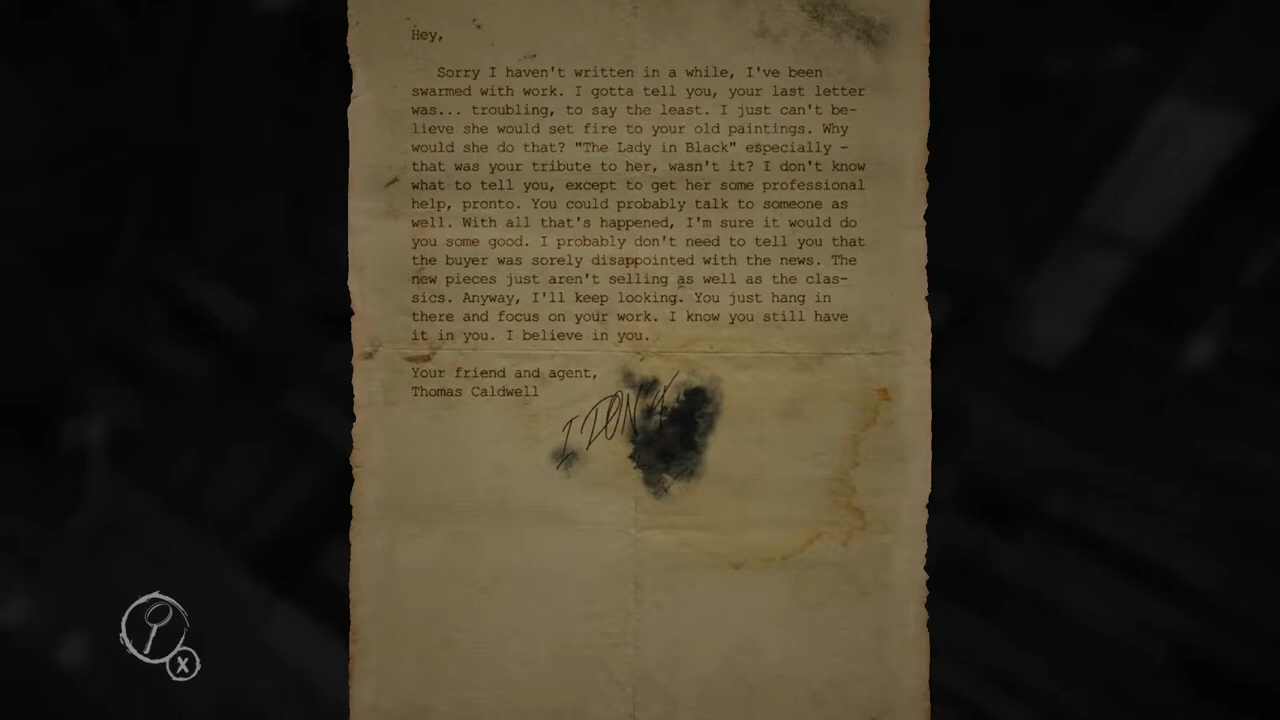 Hey,
Sorry I haven't written in a while, I've been
swarmed with work. I gotta tell you, your last letter
was... troubling, to say the least. I just can't be-
lieve she would set fire to your old paintings. Why
would she do that? "The Lady in Black" especially -
that was your tribute to her, wasn't it? I don't know
what to tell you, except to get her some professional
help, pronto. You could probably talk to someone as
well. With all that's happened, I'm sure it would do
you some good. I probably don't need to tell you that
the buyer was sorely disappointed with the news. The
new pieces just aren't selling as well as the clas-
sics. Anyway, I'll keep looking. You just hang in
there and focus on your work. I know you still have
it in you. I believe in you.
Your friend and agent,
Thomas Caldwell
I DON'
X